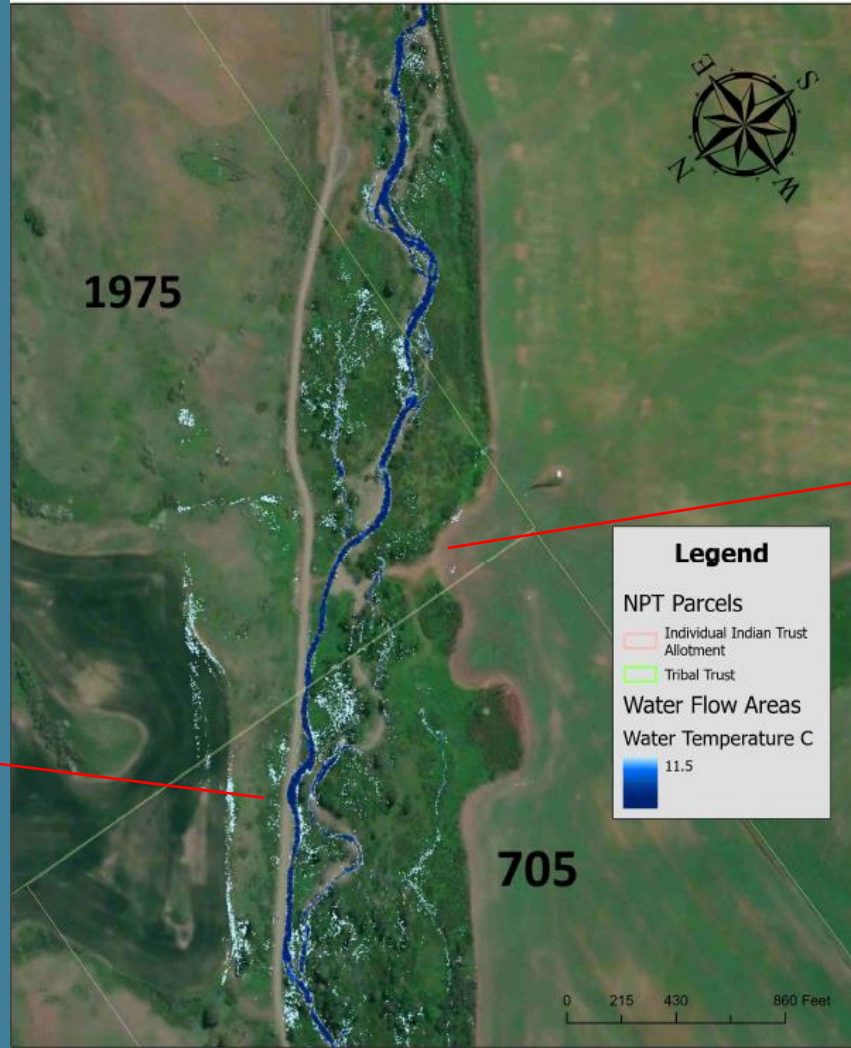 E
S
N
W
1975
Legend
NPT Parcels
Individual Indian Trust
Allotment
Tribal Trust
Water Flow Areas
Water Temperature C
11.5
705
0 215 430 860 Feet